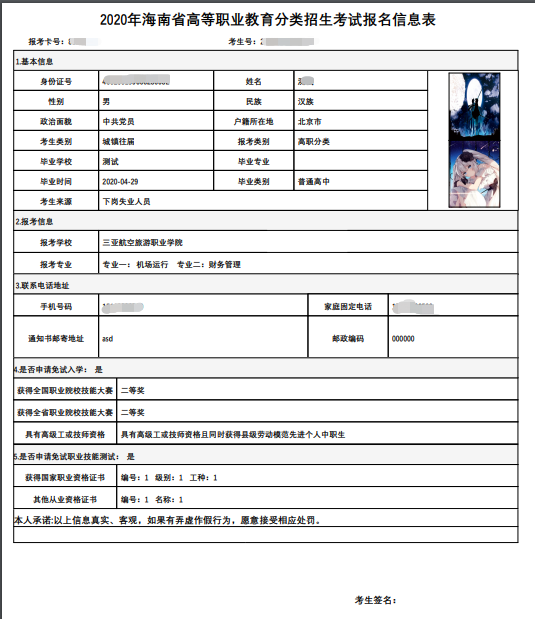 2020年海南省高等职业教育分类招生考试报名信息表
报考卡号： 考生号：
1.基本信息
身份证号 姓名
性别 男 民族 汉族
政治面貌 中共党员 户籍所在地 北京市
考生类别 城镇往届 报考类别 高职分类
毕业学校 测试 毕业专业
毕业时间 2020-04-29 毕业类别 普通高中
考生来源 下岗失业人员
2.报考信息
报考学校 三亚航空旅游职业学院
报考专业 专业一： 机场运行 专业二：财务管理
3.联系电话地址
手机号码 家庭固定电话
通知书邮寄地址 asd 邮政编码 000000
4.是否申请免试入学： 是
获得全国职业院校技能大赛 二等奖
获得全省职业院校技能大赛 二等奖
具有高级工或技师资格 具有高级工或技师资格且同时获得县级劳动模范先进个人中职生
5.是否申请免试职业技能测试： 是
获得国家职业资格证书 编号：1 级别：1 工种：1
其他从业资格证书 编号：1 名称：1
本人承诺:以上信息真实、客观，如果有弄虚作假行为，愿意接受相应处罚。
考生签名：